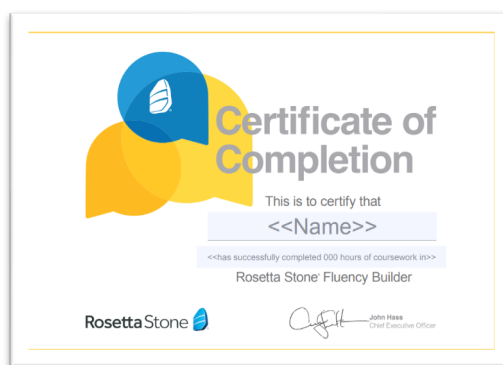 Certificate of
Completion
This is to certify that
<<Name>>
<<has successfully completed 000 hours of coursework in>>
Rosetta Stone® Fluency Builder
Rosetta Stone
John Hass
Chief Executive Officer